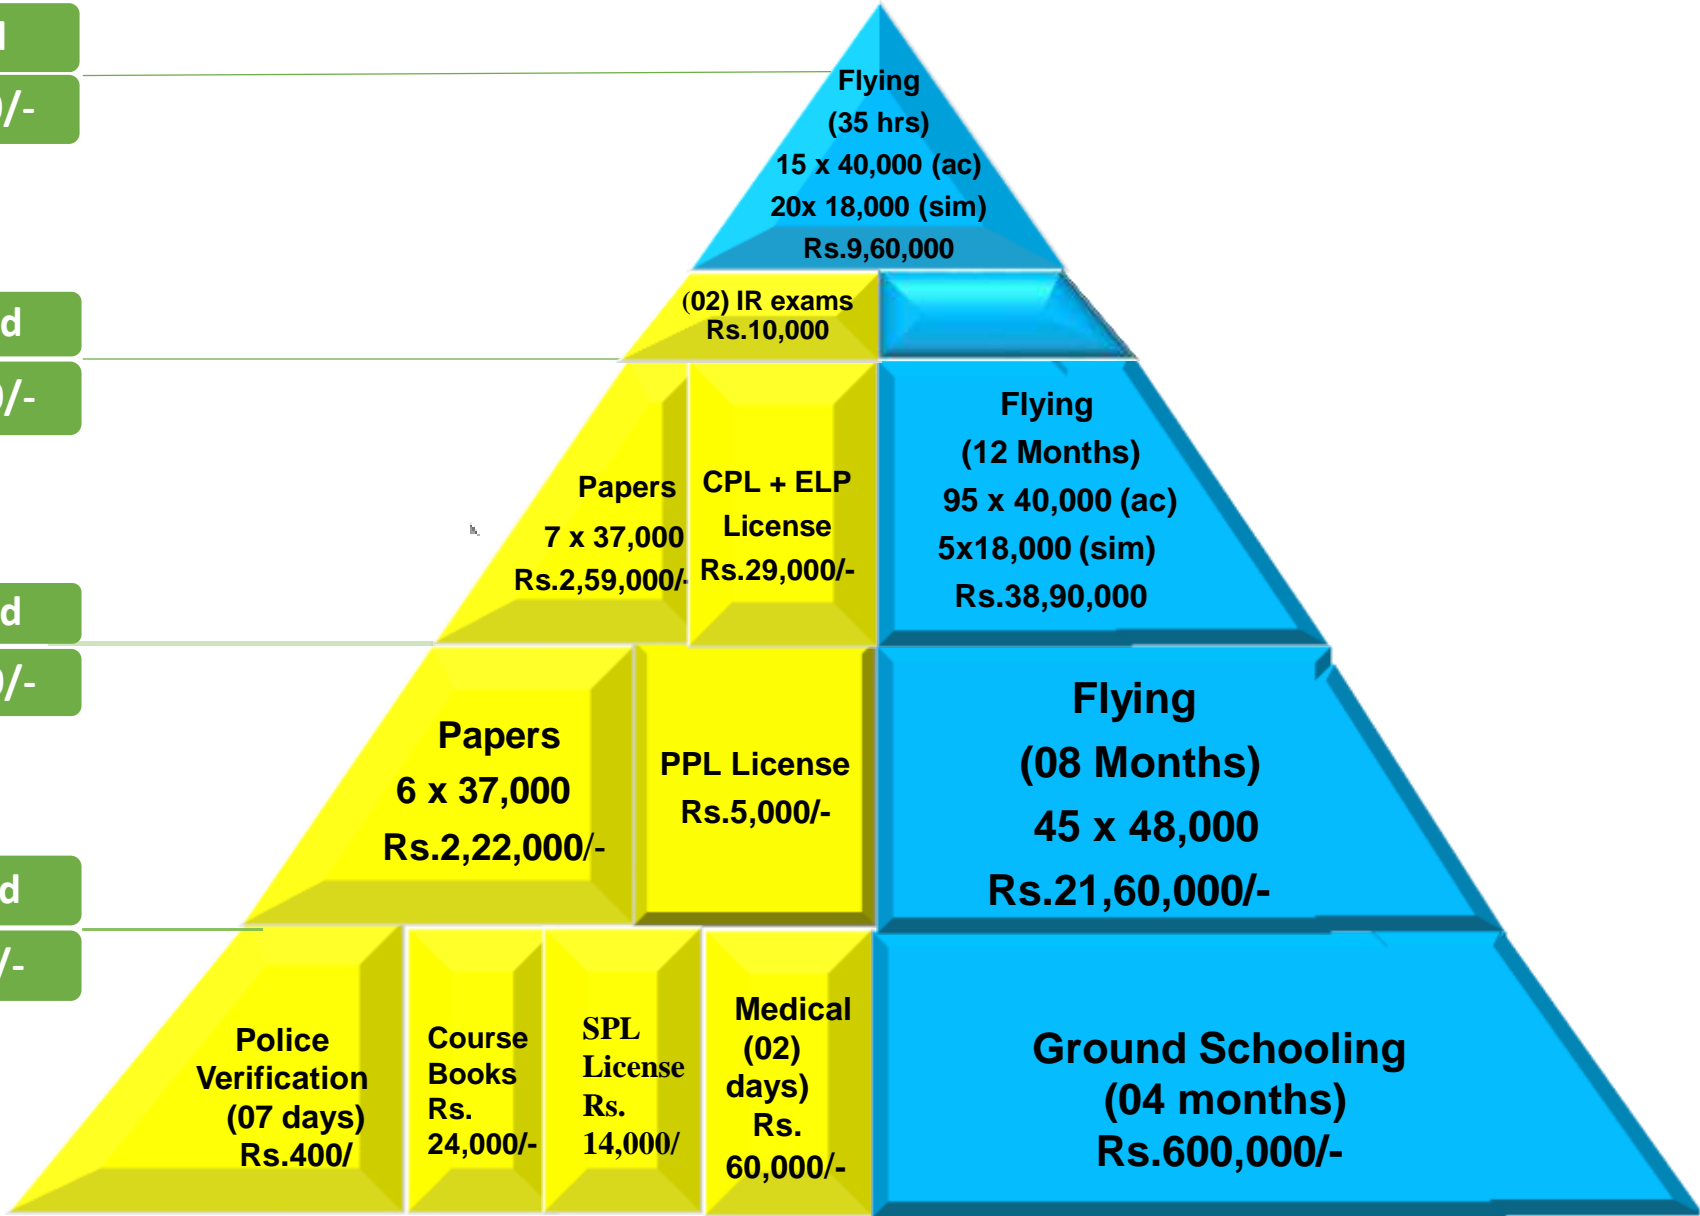 0/-
Flying
(35 hrs)
15 x 40,000 (ac)
20x 18,000 (sim)
Rs.9,60,000
d
0/-
(02) IR exams
Rs.10,000
Papers
7 x 37,000
Rs.2,59,000/-
CPL + ELP
License
Rs.29,000/-
Flying
(12 Months)
95 x 40,000 (ac)
5x18,000 (sim)
Rs.38,90,000
d
0/-
Papers
6 x 37,000
Rs.2,22,000/-
PPL License
Rs.5,000/-
Flying
(08 Months)
45 x 48,000
Rs.21,60,000/-
d
/-
Police
Verification
(07 days)
Rs.400/
Course
Books
Rs.
24,000/-
SPL
License
Rs.
14,000/
Medical
(02)
days)
Rs.
60,000/-
Ground Schooling
(04 months)
Rs.600,000/-